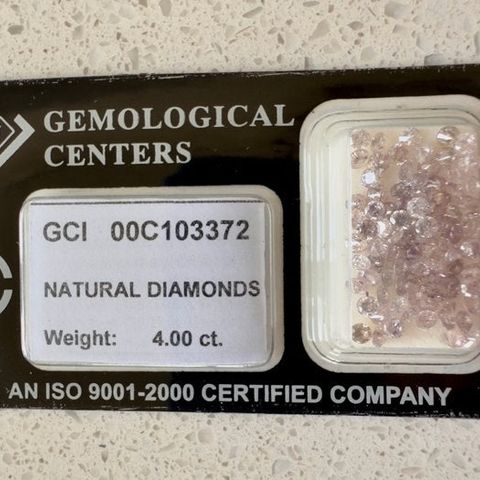 GEMOLOGICAL
CENTERS
GCI 00C103372
NATURAL DIAMONDS
Weight: 4.00 ct.
AN ISO 9001-2000 CERTIFIED COMPANY